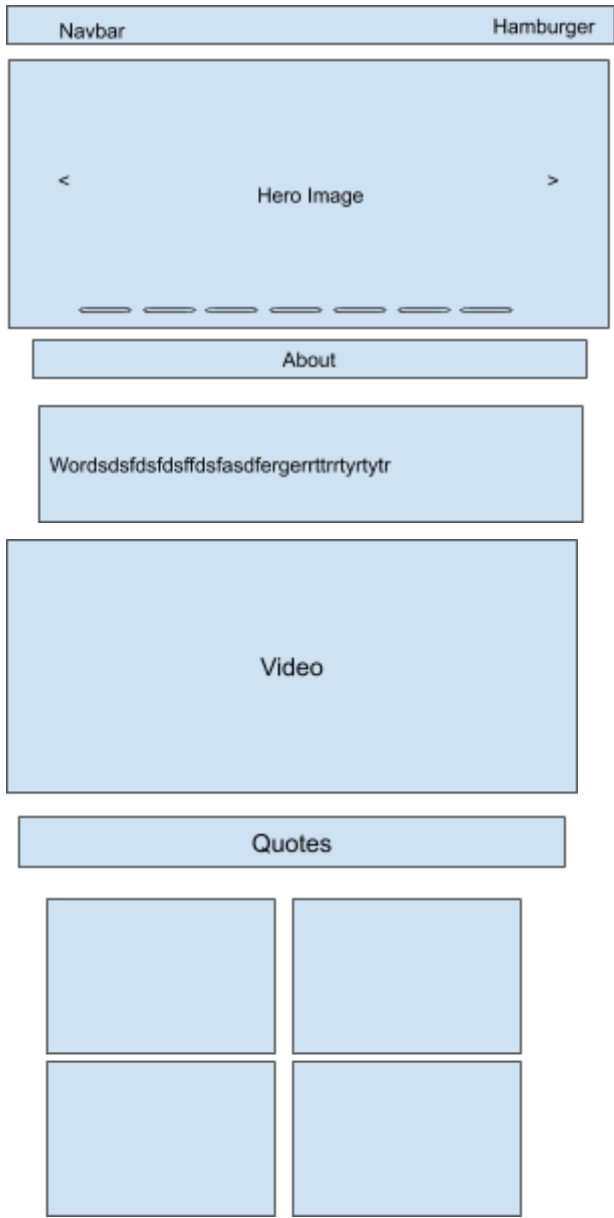 Navbar
Hamburger
<
>
Hero Image
About
Wordsdsfdsfdsffdsfasdfergerrttrrtyrtytr
Video
Quotes